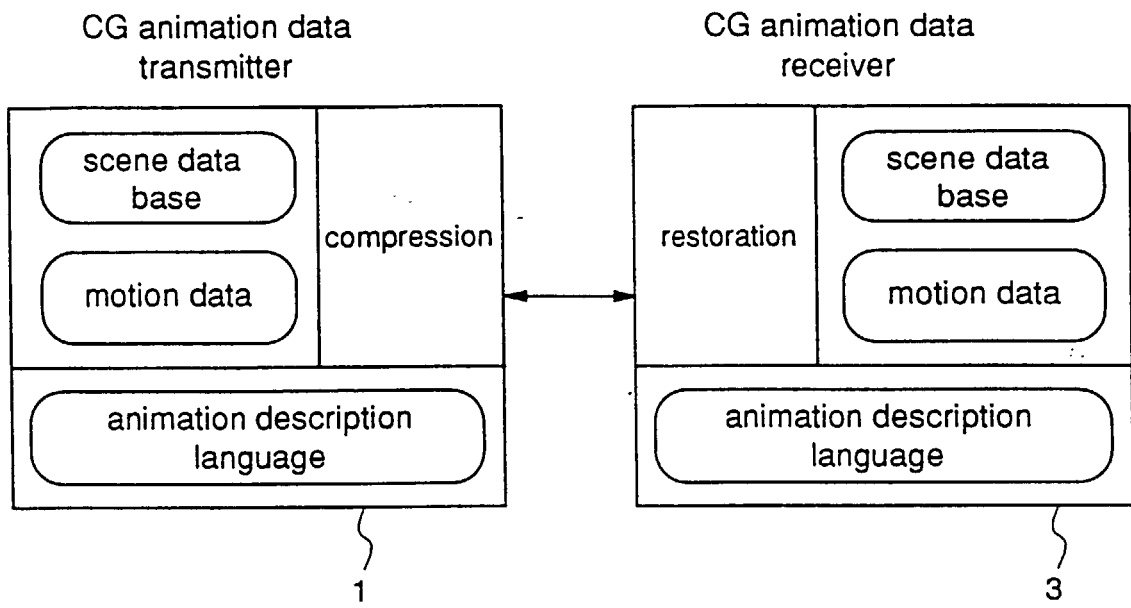 CG animation data
transmitter
scene data
base
motion data
compression
animation description
language
1
CG animation data
receiver
restoration
scene data
base
motion data
animation description
language
3